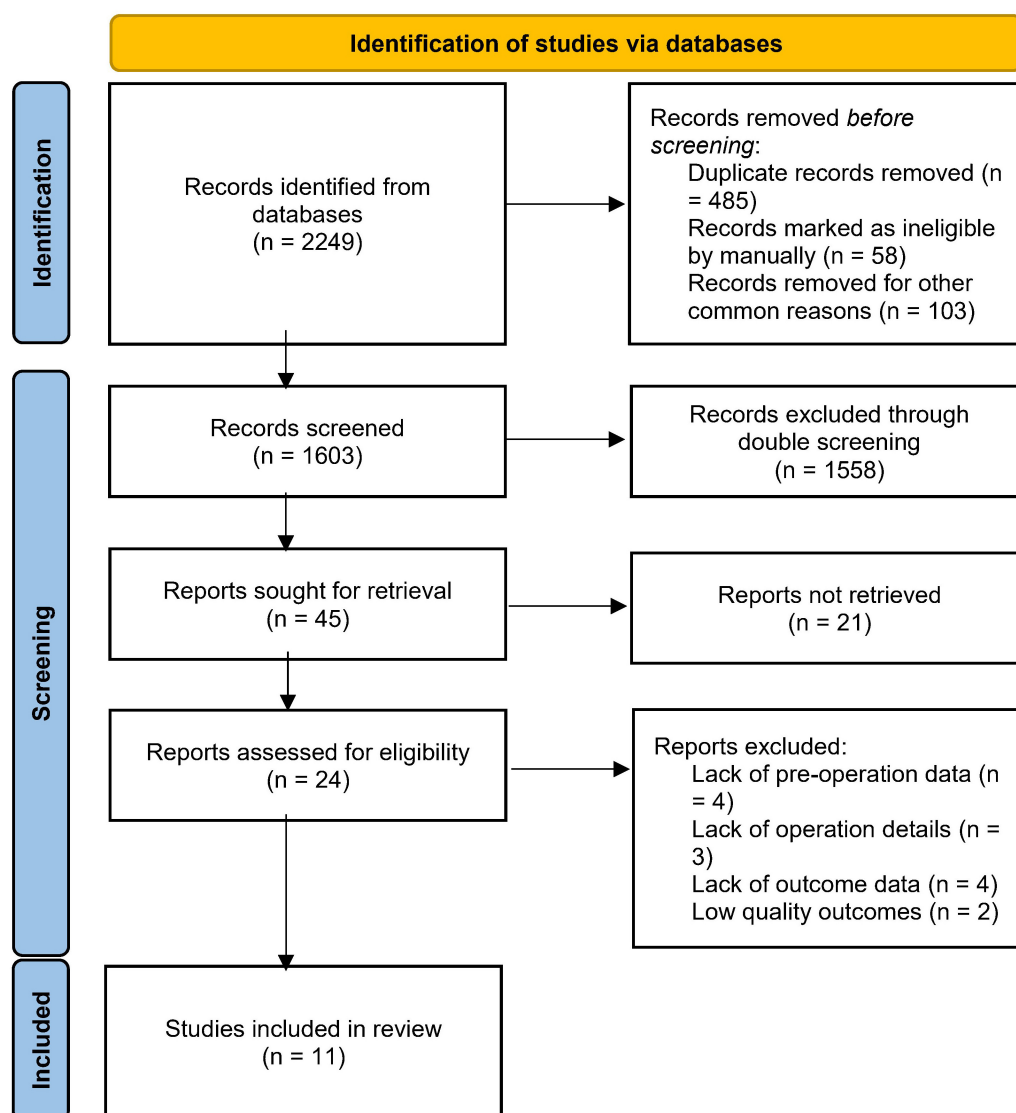 Identification of studies via databases
Identification
Records identified from
databases
(n = 2249)
Records removed before
screening:
Duplicate records removed (n
= 485)
Records marked as ineligible
by manually (n = 58)
Records removed for other
common reasons (n = 103)
Screening
Records screened
(n = 1603)
Records excluded through
double screening
(n = 1558)
Reports sought for retrieval
(n = 45)
Reports not retrieved
(n = 21)
Reports assessed for eligibility
(n = 24)
Reports excluded:
Lack of pre-operation data (n
= 4)
Lack of operation details (n =
3)
Lack of outcome data (n = 4)
Low quality outcomes (n = 2)
Included
Studies included in review
(n = 11)